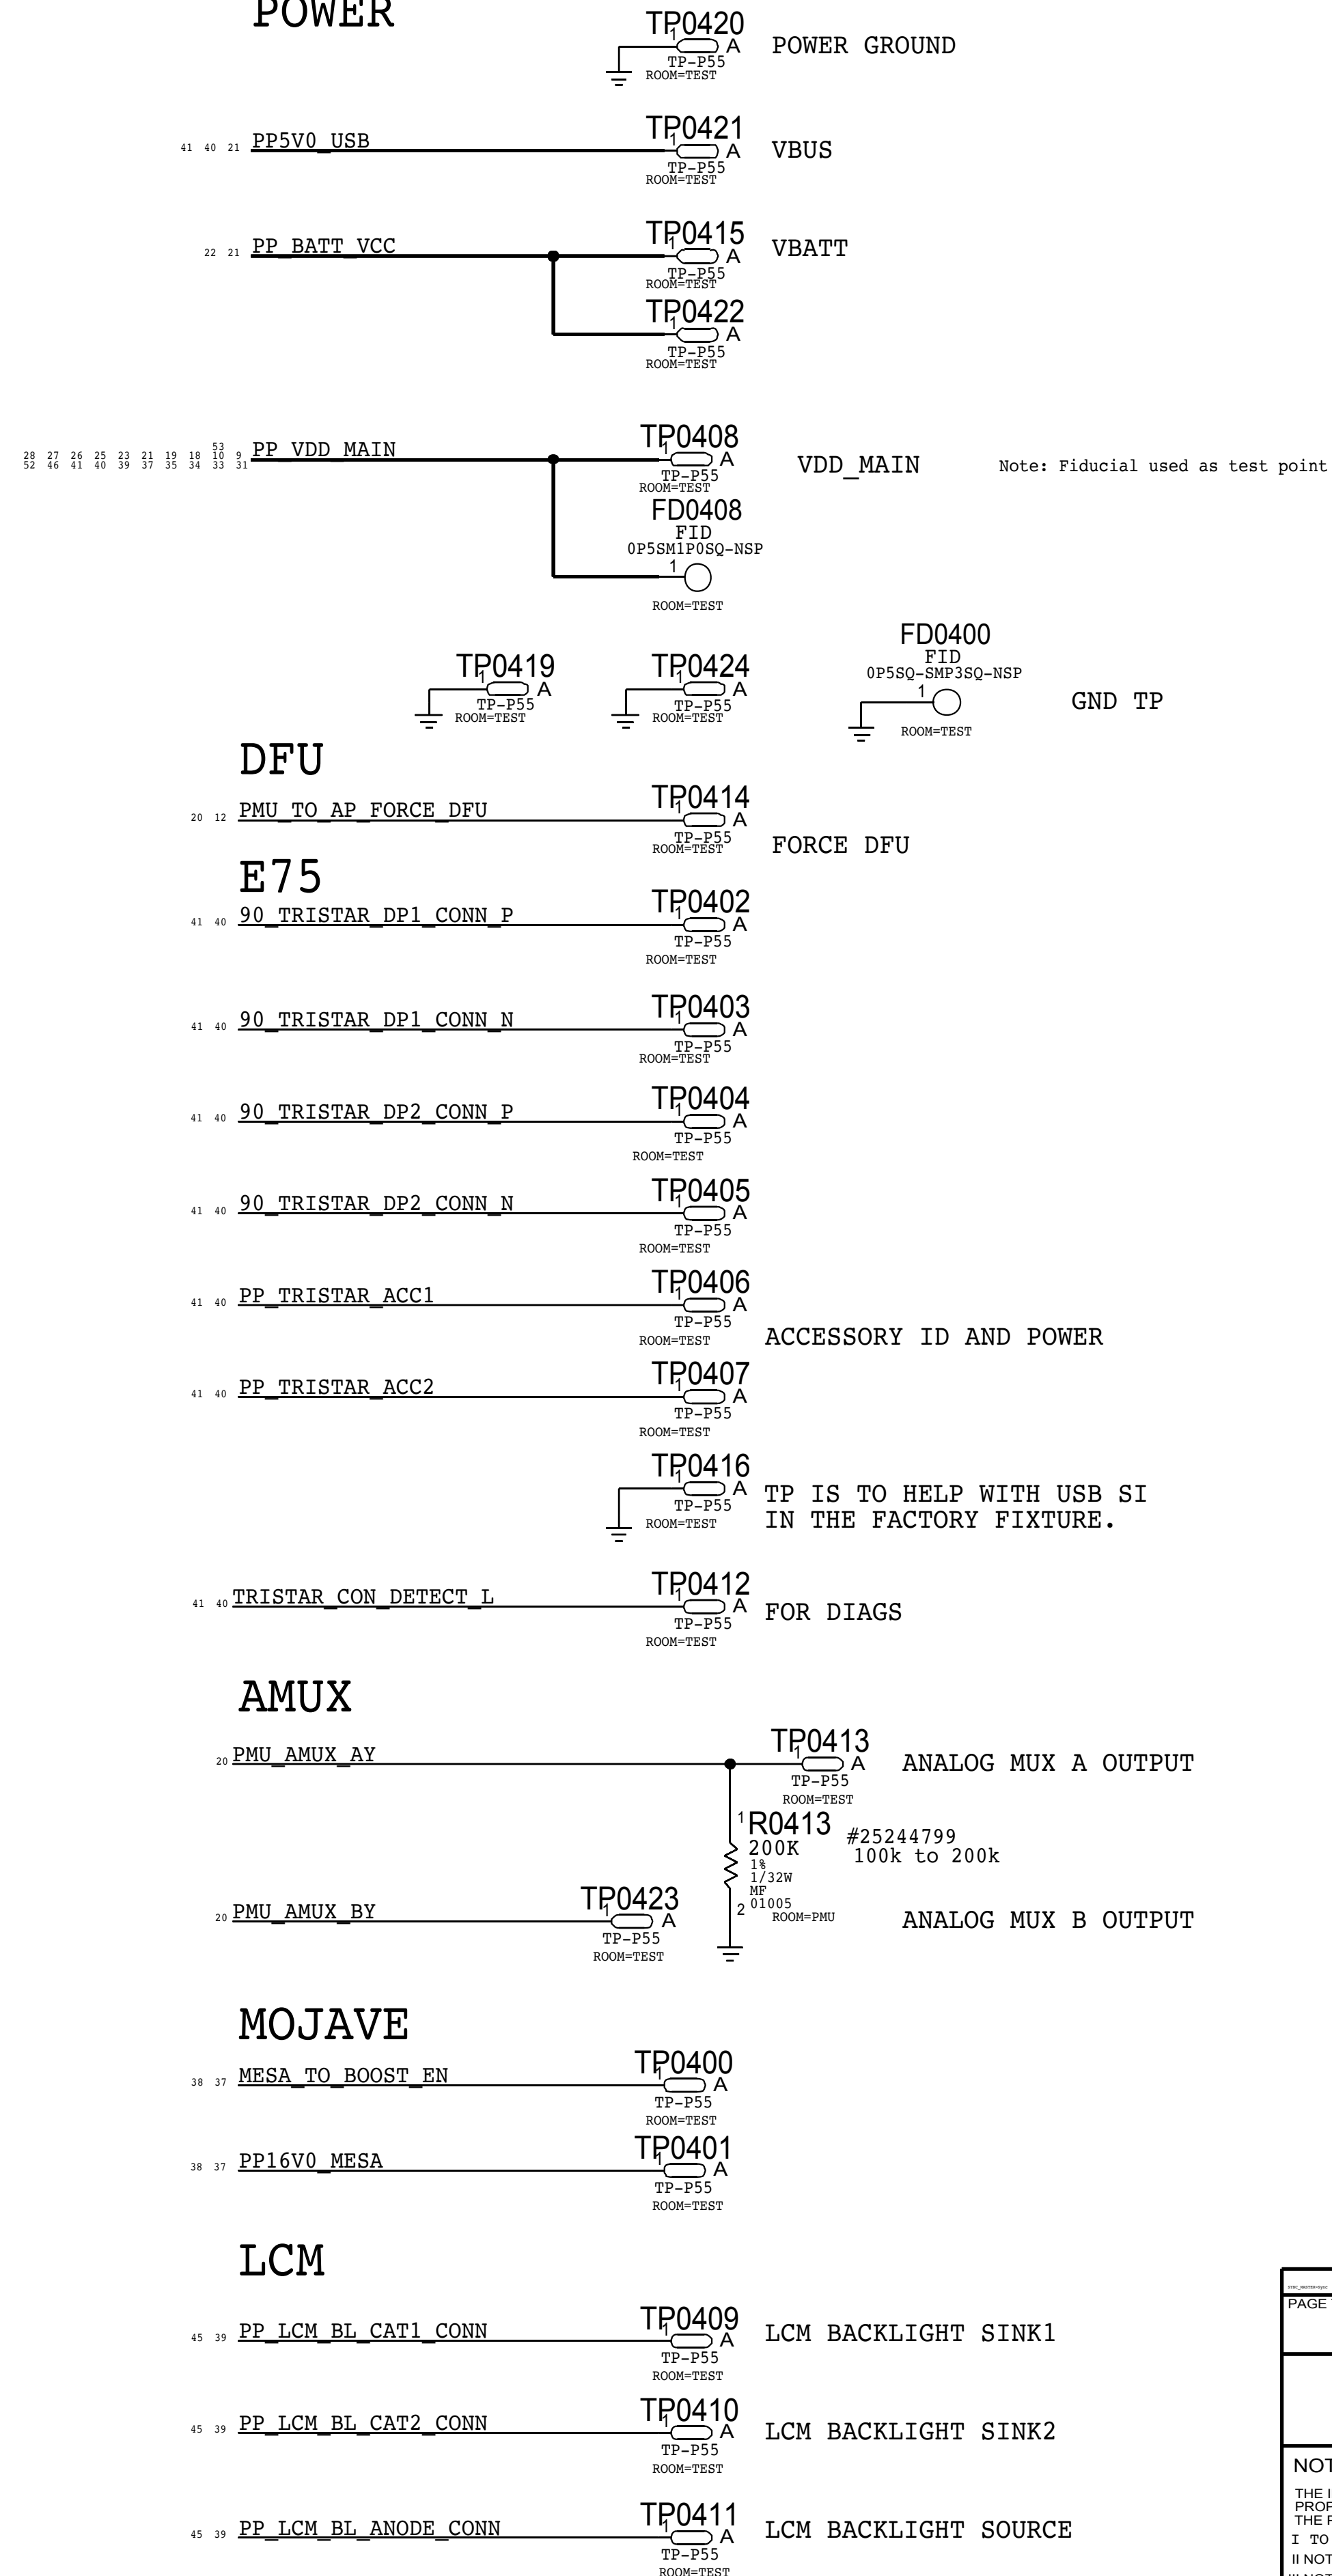 POWER
TP0420
1
A
POWER GROUND
TP-P55
ROOM=TEST
TP0421
41 40 21 PP5V0_USB
1
A
VBUS
TP-P55
ROOM=TEST
TP0415
22 21 PP_BATT_VCC
1
A
VBATT
TP-P55
ROOM=TEST
TP0422
1
A
TP-P55
ROOM=TEST
53
28 27 26 25 23 21 19 18 10 9
52 46 41 40 39 37 35 34 33 31
PP_VDD_MAIN
TP0408
1
A
VDD_MAIN
Note: Fiducial used as test point
TP-P55
ROOM=TEST
FD0408
FID
0P5SM1P0SQ-NSP
1
ROOM=TEST
TP0419
1
A
TP-P55
ROOM=TEST
TP0424
1
A
TP-P55
ROOM=TEST
FD0400
FID
0P5SQ-SMP3SQ-NSP
1
GND TP
ROOM=TEST
DFU
20 12 PMU_TO_AP_FORCE_DFU
TP0414
1
A
TP-P55
ROOM=TEST
FORCE DFU
E75
41 40 90_TRISTAR_DP1_CONN_P
TP0402
1
A
TP-P55
ROOM=TEST
41 40 90_TRISTAR_DP1_CONN_N
TP0403
1
A
TP-P55
ROOM=TEST
41 40 90_TRISTAR_DP2_CONN_P
TP0404
1
A
TP-P55
ROOM=TEST
41 40 90_TRISTAR_DP2_CONN_N
TP0405
1
A
TP-P55
ROOM=TEST
41 40 PP_TRISTAR_ACC1
TP0406
1
A
TP-P55
ROOM=TEST
ACCESSORY ID AND POWER
41 40 PP_TRISTAR_ACC2
TP0407
1
A
TP-P55
ROOM=TEST
TP0416
1
A
TP-P55
ROOM=TEST
TP IS TO HELP WITH USB SI
IN THE FACTORY FIXTURE.
41 40 TRISTAR_CON_DETECT_L
TP0412
1
A
TP-P55
ROOM=TEST
FOR DIAGS
AMUX
20 PMU_AMUX_AY
TP0413
1
A
TP-P55
ROOM=TEST
ANALOG MUX A OUTPUT
1
R0413
200K
1%
1/32W
MF
01005
2
ROOM=PMU
#25244799
100k to 200k
20 PMU_AMUX_BY
TP0423
1
A
TP-P55
ROOM=TEST
ANALOG MUX B OUTPUT
MOJAVE
38 37 MESA_TO_BOOST_EN
TP0400
1
A
TP-P55
ROOM=TEST
38 37 PP16V0_MESA
TP0401
1
A
TP-P55
ROOM=TEST
LCM
45 39 PP_LCM_BL_CAT1_CONN
TP0409
1
A
TP-P55
ROOM=TEST
LCM BACKLIGHT SINK1
45 39 PP_LCM_BL_CAT2_CONN
TP0410
1
A
TP-P55
ROOM=TEST
LCM BACKLIGHT SINK2
45 39 PP_LCM_BL_ANODE_CONN
TP0411
1
A
TP-P55
ROOM=TEST
LCM BACKLIGHT SOURCE
PAGE
NOT
THE I
PROP
THE
I TO
II NOT